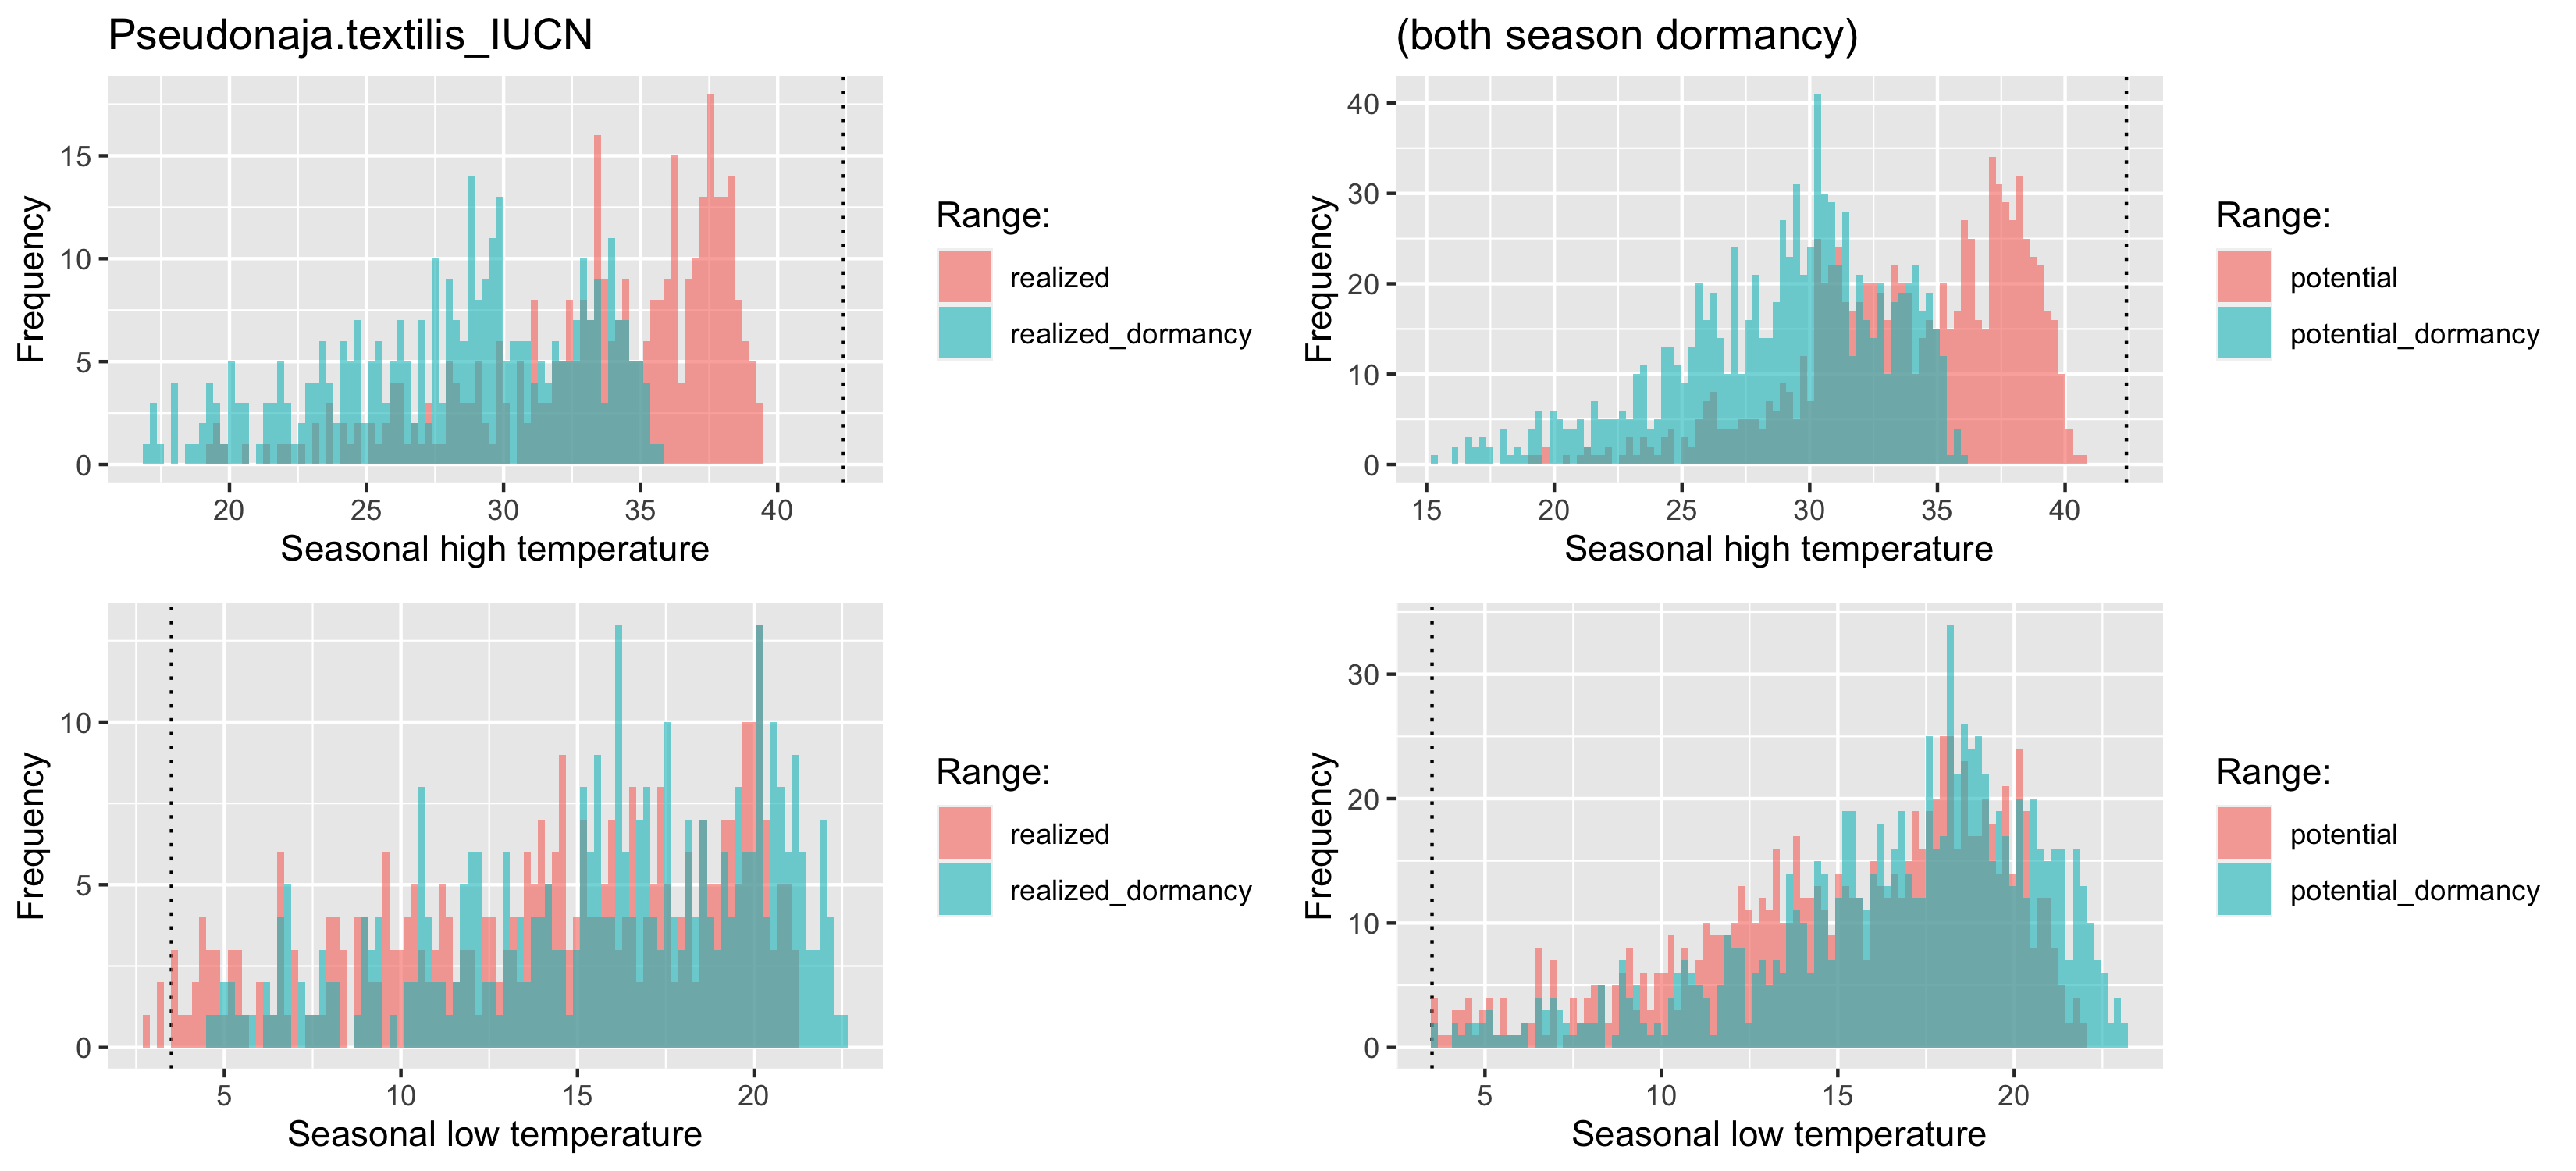 Pseudonaja.textilis_IUCN
Frequency
15
10
5
0
20 25 30 35 40
Seasonal high temperature
Range:
realized
realized_dormancy
(both season dormancy)
Frequency
40
30
20
10
0
15 20 25 30 35 40
Seasonal high temperature
Range:
potential
potential_dormancy
Frequency
10
5
0
5 10 15 20
Seasonal low temperature
Range:
realized
realized_dormancy
Frequency
30
20
10
0
5 10 15 20
Seasonal low temperature
Range:
potential
potential_dormancy